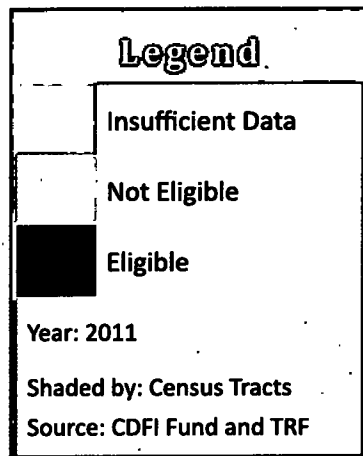 Legend
Insufficient Data
Not Eligible
Eligible
Year: 2011
Shaded by: Census Tracts
Source: CDFI Fund and TRF